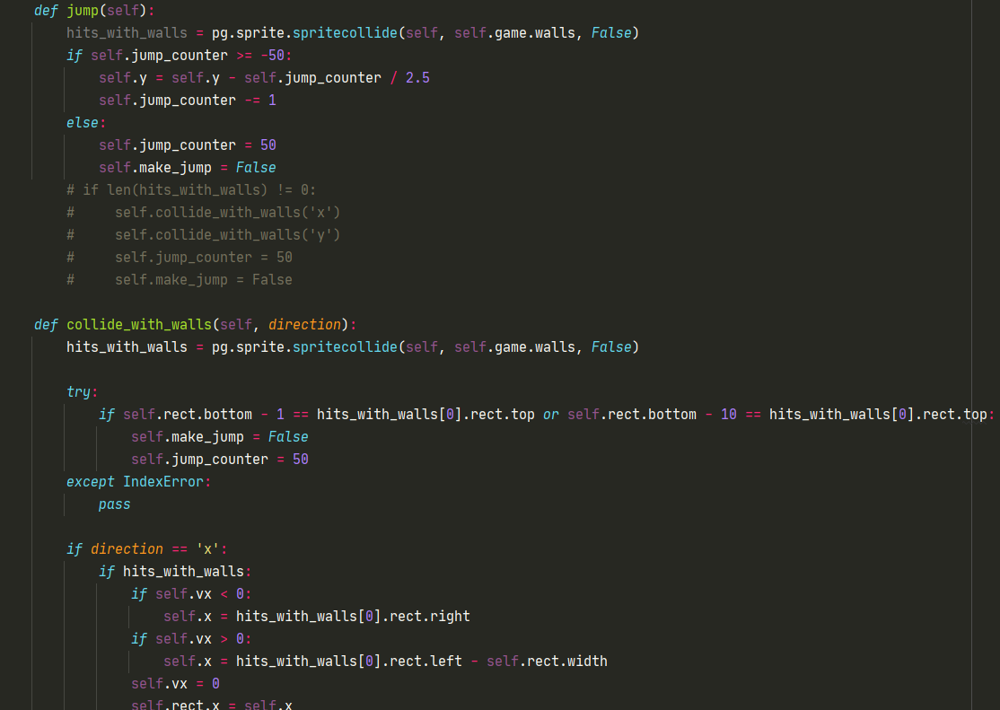 def jump(self):
    hits_with_walls = pg.sprite.spritecollide(self, self.game.walls, False)
    if self.jump_counter >= -50:
        self.y = self.y - self.jump_counter / 2.5
        self.jump_counter -= 1
    else:
        self.jump_counter = 50
        self.make_jump = False
    # if len(hits_with_walls) != 0:
    #     self.collide_with_walls('x')
    #     self.collide_with_walls('y')
    #     self.jump_counter = 50
    #     self.make_jump = False

def collide_with_walls(self, direction):
    hits_with_walls = pg.sprite.spritecollide(self, self.game.walls, False)

    try:
        if self.rect.bottom - 1 == hits_with_walls[0].rect.top or self.rect.bottom - 10 == hits_with_walls[0].rect.top:
            self.make_jump = False
            self.jump_counter = 50
    except IndexError:
        pass

    if direction == 'x':
        if hits_with_walls:
            if self.vx < 0:
                self.x = hits_with_walls[0].rect.right
            if self.vx > 0:
                self.x = hits_with_walls[0].rect.left - self.rect.width
            self.vx = 0
            self.rect.x = self.x